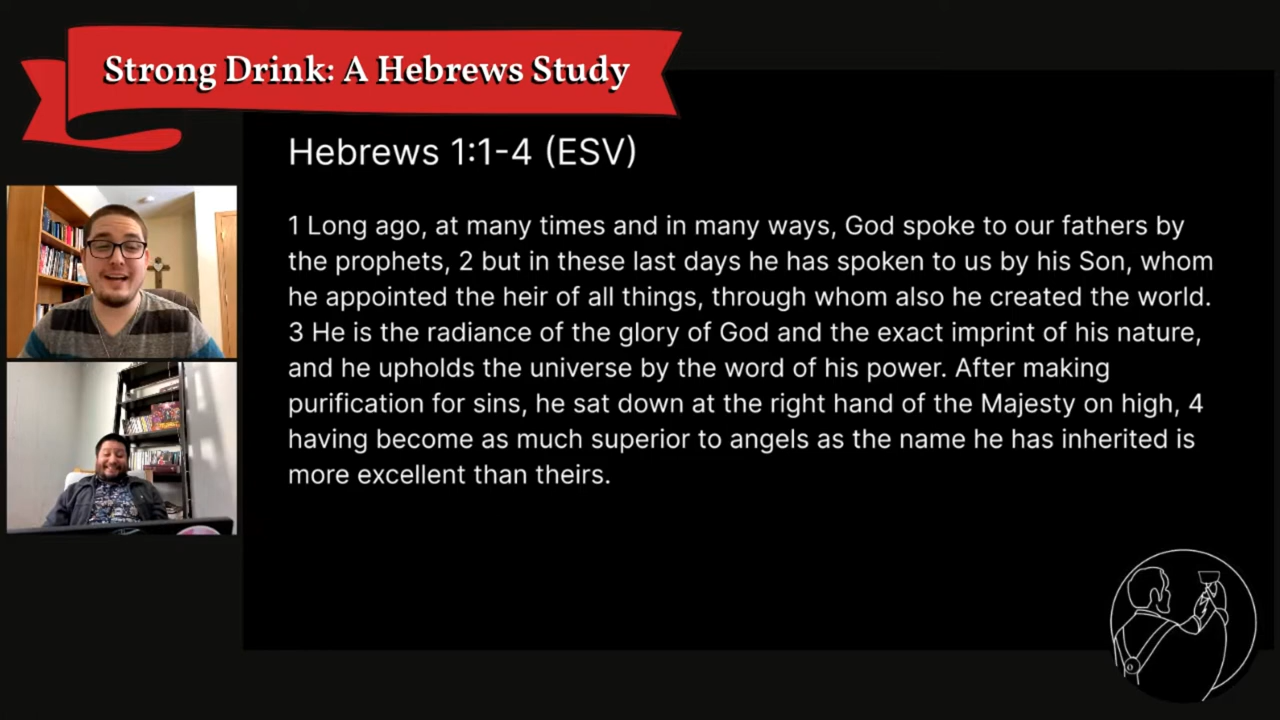 Strong Drink: A Hebrews Study
Hebrews 1:1-4 (ESV)
1 Long ago, at many times and in many ways, God spoke to our fathers by
the prophets, 2 but in these last days he has spoken to us by his Son, whom
he appointed the heir of all things, through whom also he created the world.
3 He is the radiance of the glory of God and the exact imprint of his nature,
and he upholds the universe by the word of his power. After making
purification for sins, he sat down at the right hand of the Majesty on high, 4
having become as much superior to angels as the name he has inherited is
more excellent than theirs.